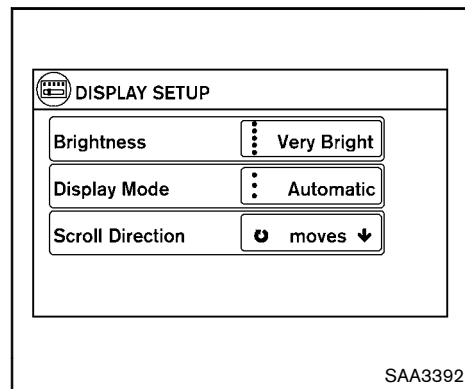 DISPLAY SETUP
Brightness Very Bright
Display Mode Automatic
Scroll Direction moves
SAA3392